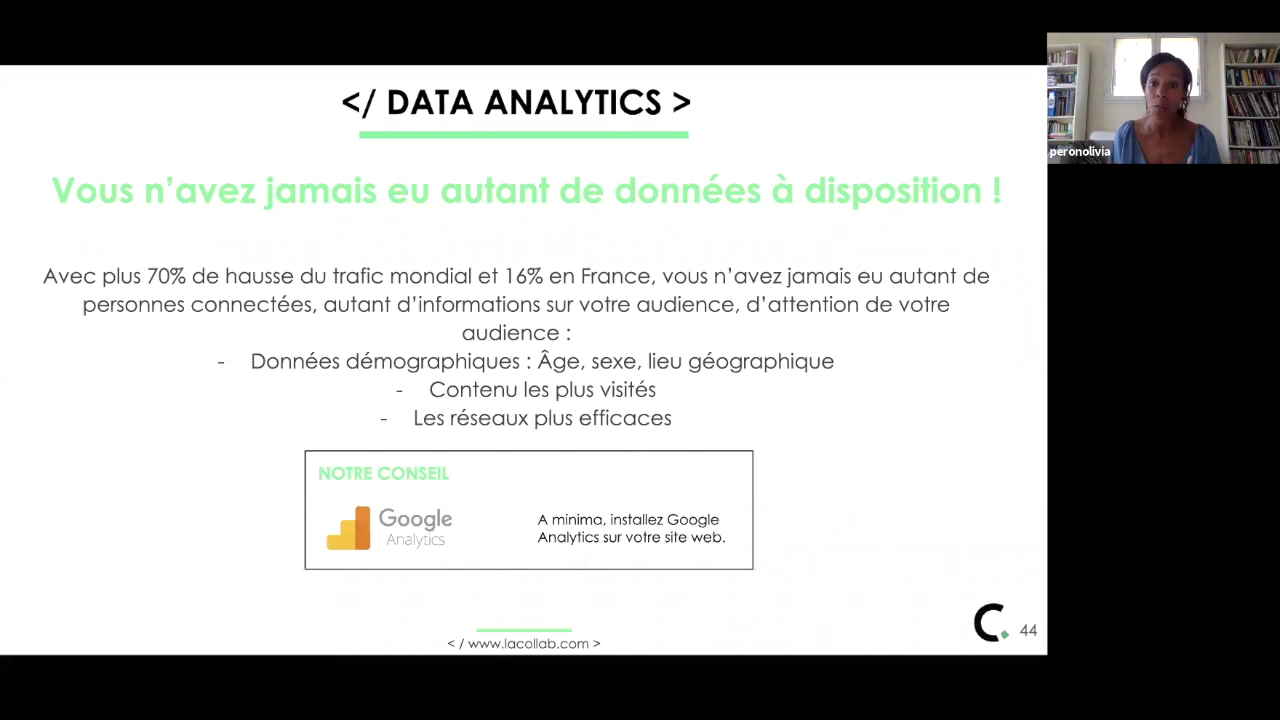 </ DATA ANALYTICS >
Vous n’avez jamais eu autant de données à disposition !
Avec plus 70% de hausse du trafic mondial et 16% en France, vous n’avez jamais eu autant de
personnes connectées, autant d’informations sur votre audience, d’attention de votre
audience :
- Données démographiques : Âge, sexe, lieu géographique
- Contenu les plus visités
- Les réseaux plus efficaces
NOTRE CONSEIL
Google
Analytics
A minima, installez Google
Analytics sur votre site web.
< / www.lacollab.com >
C.
44
peronolivia